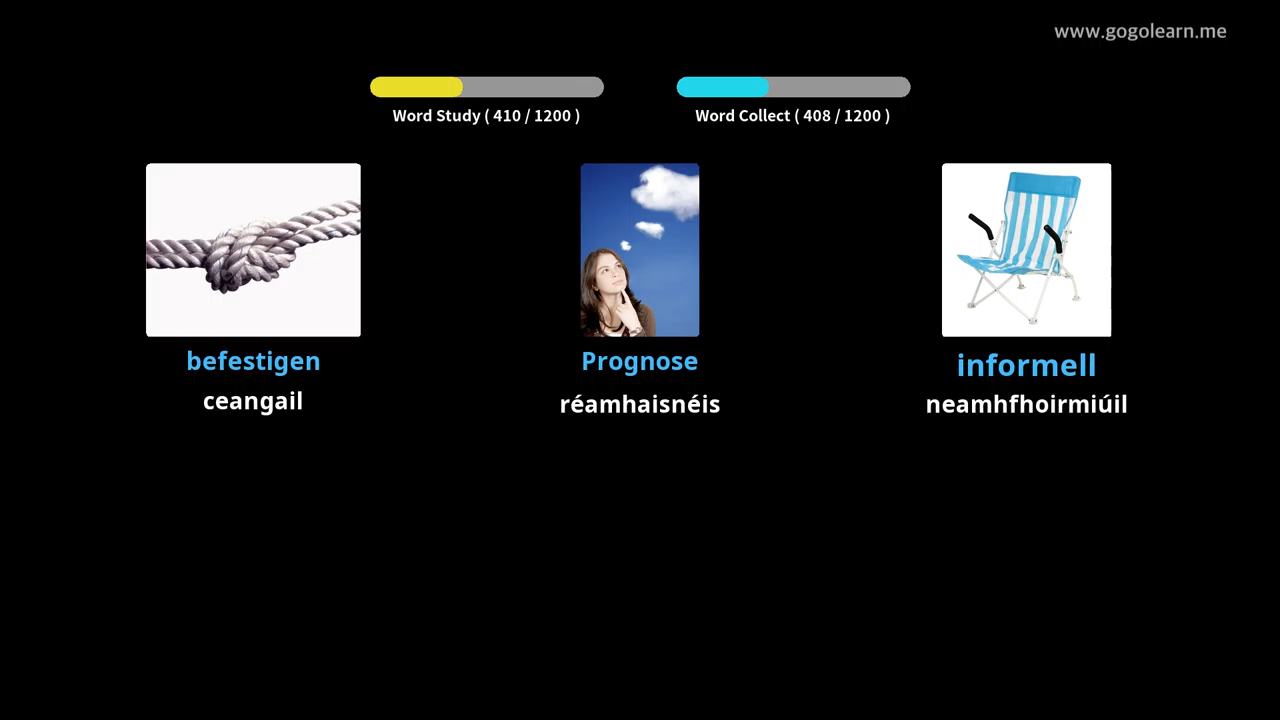 www.gogolearn.me
Word Study ( 410 / 1200 )
Word Collect ( 408 / 1200 )
befestigen
ceangail
Prognose
réamhaisnéis
informell
neamhfhoirmiúil